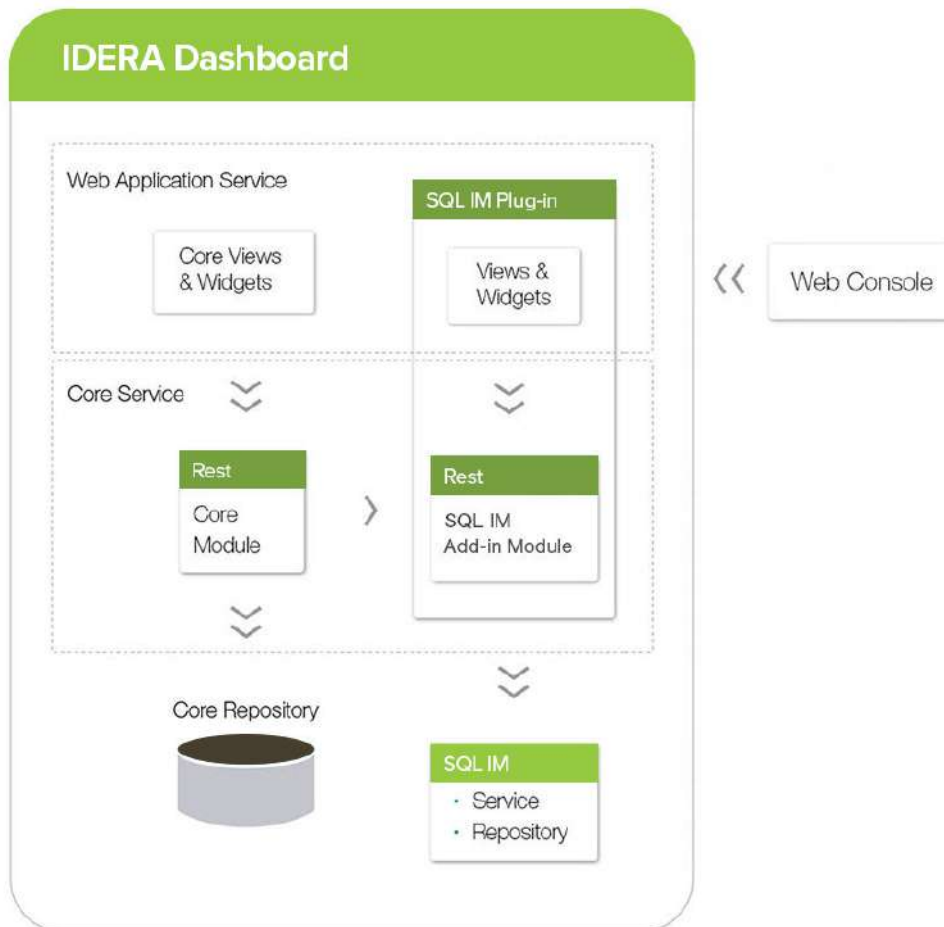 IDERA Dashboard
Web Application Service
SQL IM Plug-in
Core Views
& Widgets
Views &
Widgets
Web Console
Core Service
Rest
Core
Module
Rest
SQL IM
Add-in Module
Core Repository
SQL IM
· Service
· Repository